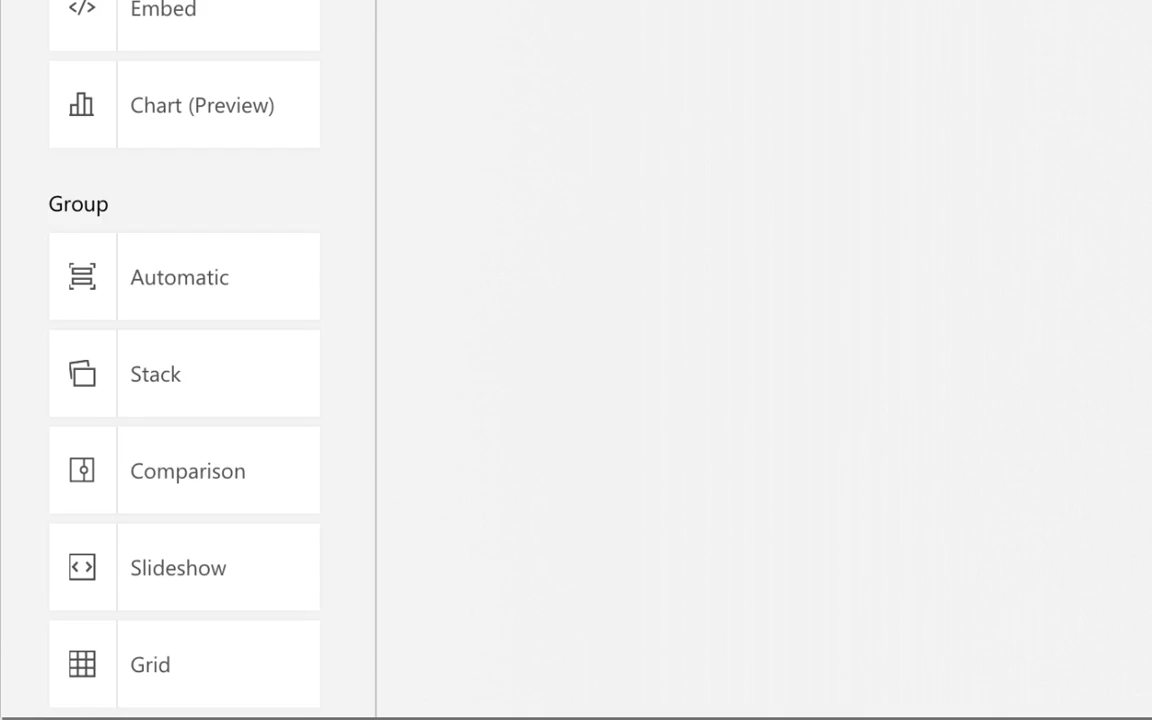 Embed
Chart (Preview)
Group
Automatic
Stack
Comparison
Slideshow
Grid